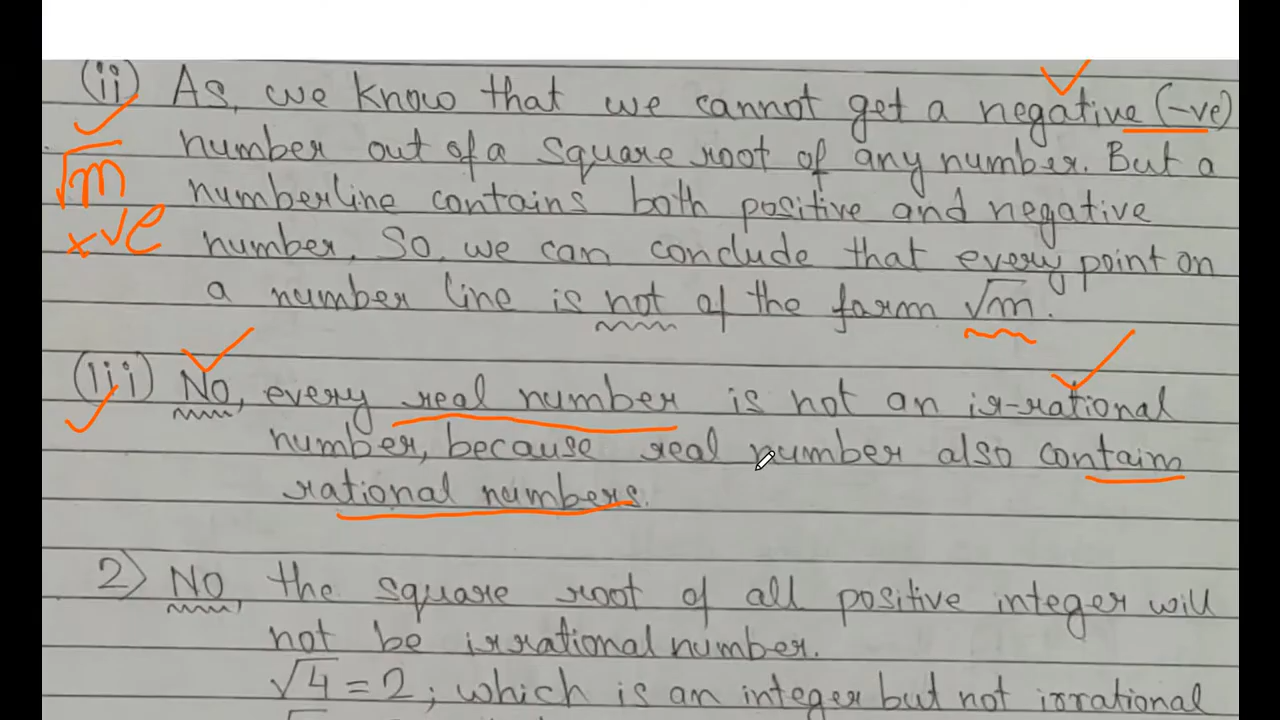 (ii) As, we know that we cannot get a negative (-ve)
number out of a square root of any number. But a
√m
numberline contains both positive and negative
×ve
number. So, we can conclude that every point on
a number line is not of the form √m.
(iii) No, every real number is not an ir-rational
number, because real number also contain
rational numbers.
2) No, the square root of all positive integer will
not be irrational number.
√4 = 2, which is an integer but not irrational